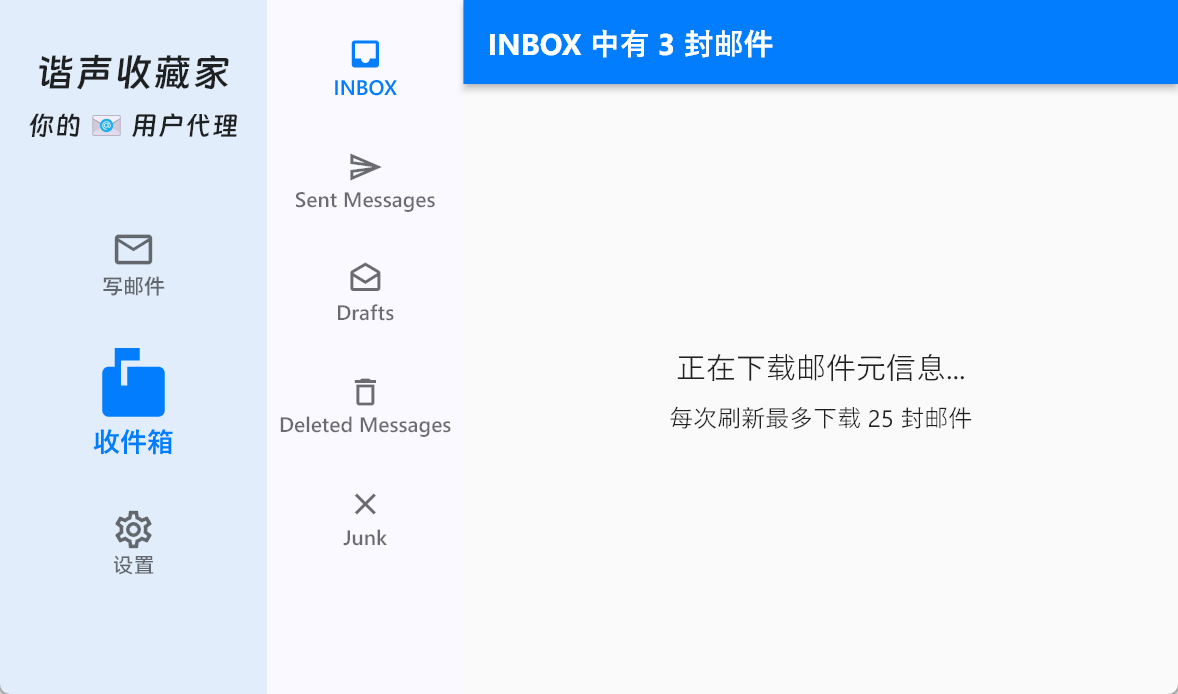 谐声收藏家
你的 📧 用户代理
写邮件
收件箱
设置
INBOX
Sent Messages
Drafts
Deleted Messages
Junk
INBOX 中有 3 封邮件
正在下载邮件元信息...
每次刷新最多下载 25 封邮件